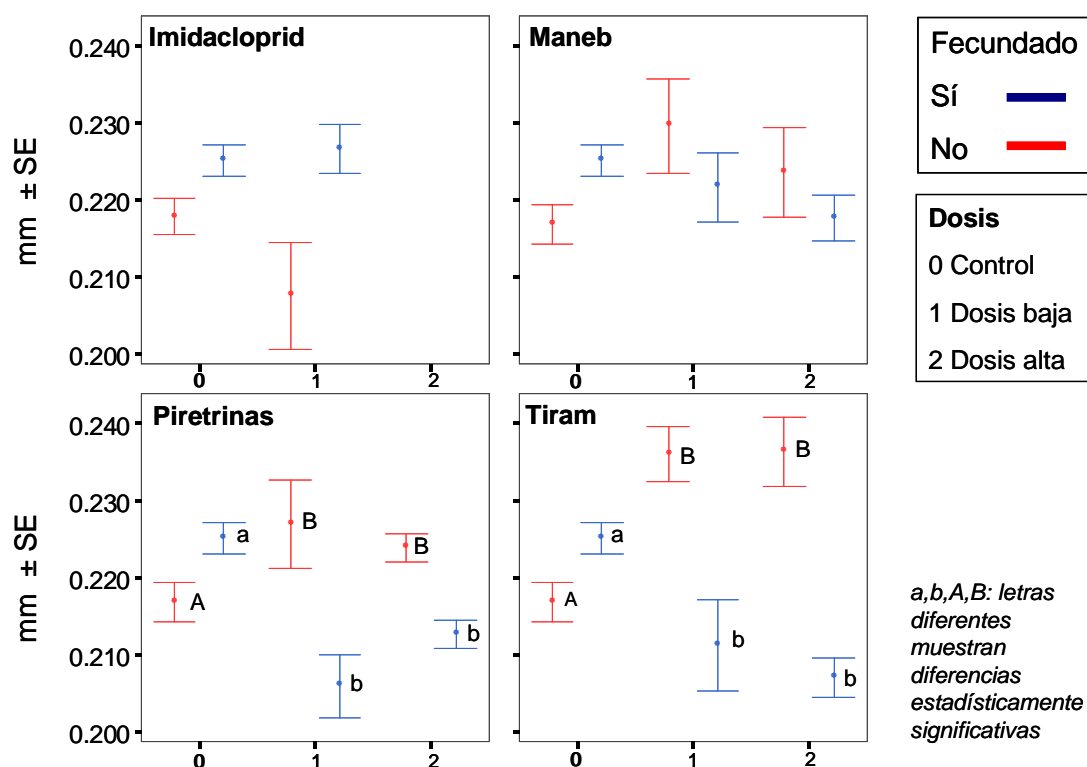 Imidacloprid
Maneb
0.240
0.230
0.220
0.210
0.200
mm ± SE
0 1 2
0 1 2
Piretrinas
Tiram
0.240
0.230
0.220
0.210
0.200
mm ± SE
A a B b B b
A a B b B b
0 1 2
0 1 2
Fecundado
Sí
No
Dosis
0 Control
1 Dosis baja
2 Dosis alta
a,b,A,B: letras
diferentes
muestran
diferencias
estadísticamente
significativas